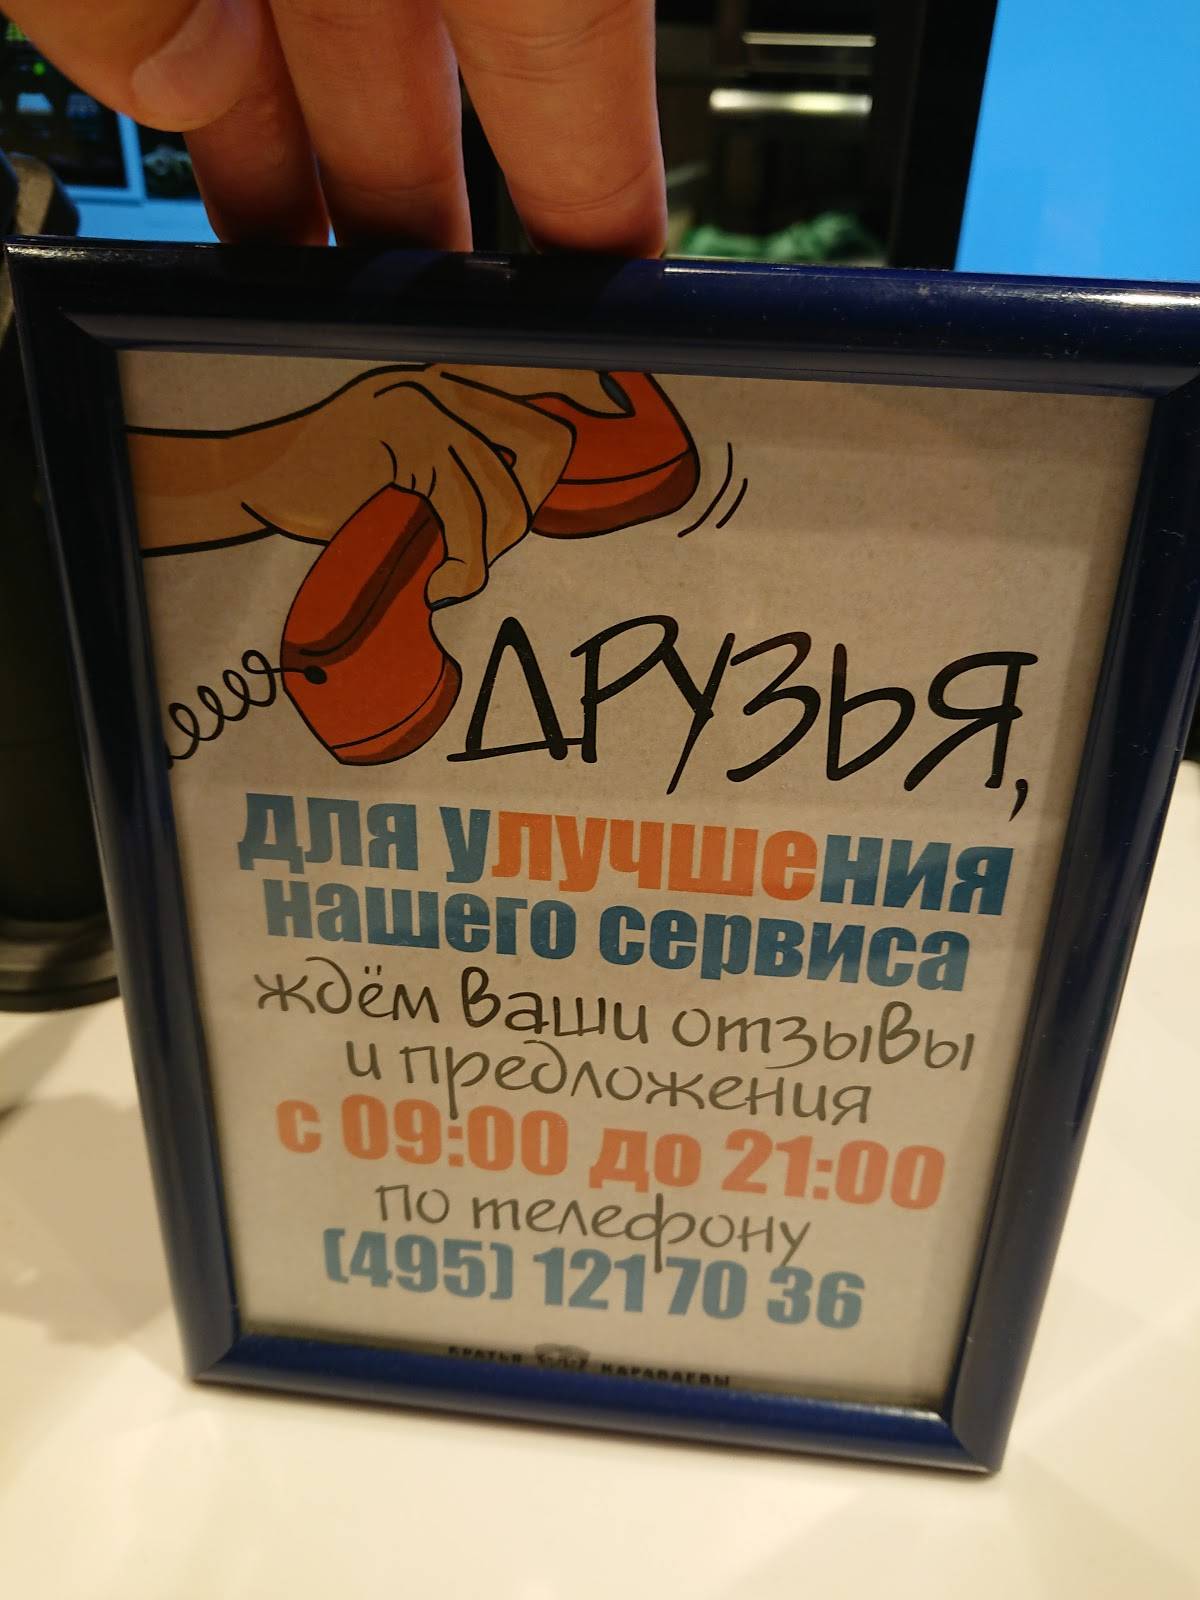 ДРУЗЬЯ,
для улучшения
нашего сервиса
ждём ваши отзывы
и предложения
с 09:00 до 21:00
по телефону
(495) 121 70 36
БРАТЬЯ КАРАВАЕВЫ